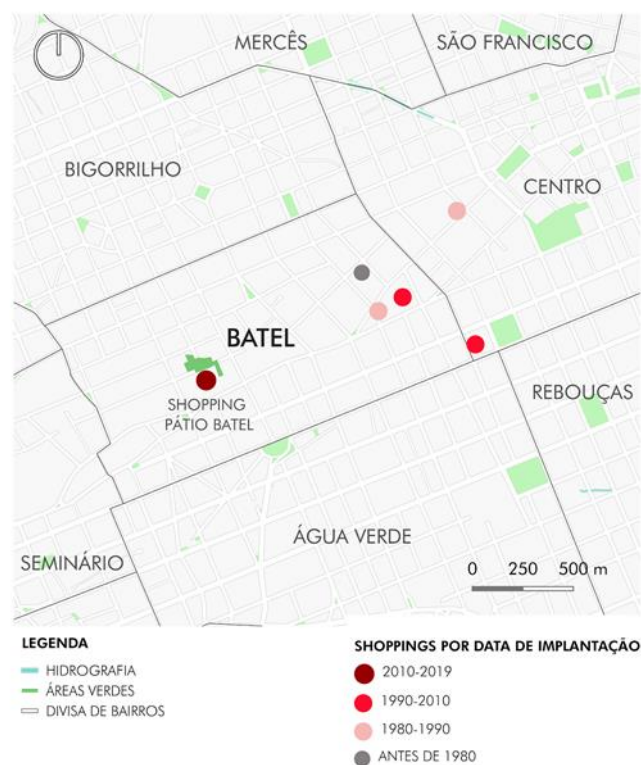 MERCÊS
SÃO FRANCISCO
BIGORRILHO
CENTRO
BATEL
SHOPPING
PÁTIO BATEL
REBOUÇAS
ÁGUA VERDE
SEMINÁRIO
0 250 500 m
LEGENDA
HIDROGRAFIA
ÁREAS VERDES
DIVISA DE BAIRROS
SHOPPINGS POR DATA DE IMPLANTAÇÃO
2010-2019
1990-2010
1980-1990
ANTES DE 1980